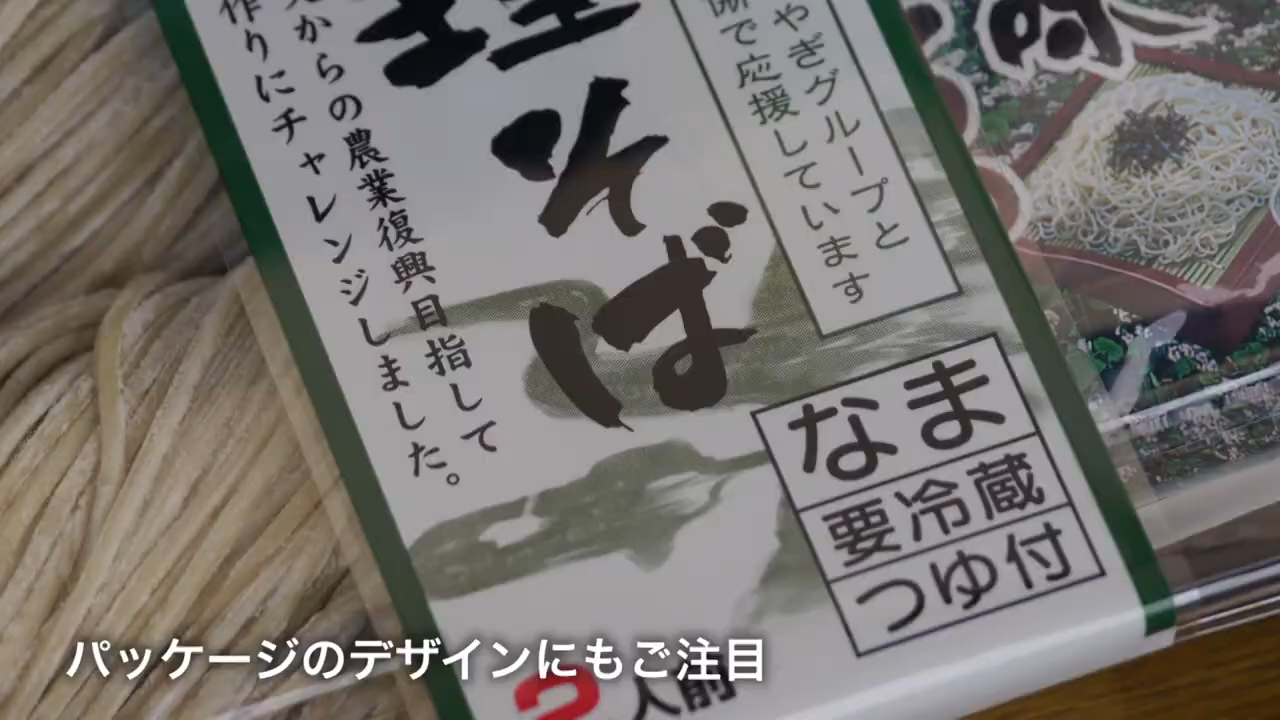 やぎグループと
で応援しています
そば
からの農業復興目指して
作りにチャレンジしました。
なま
要冷蔵
つゆ付
2人前
パッケージのデザインにもご注目